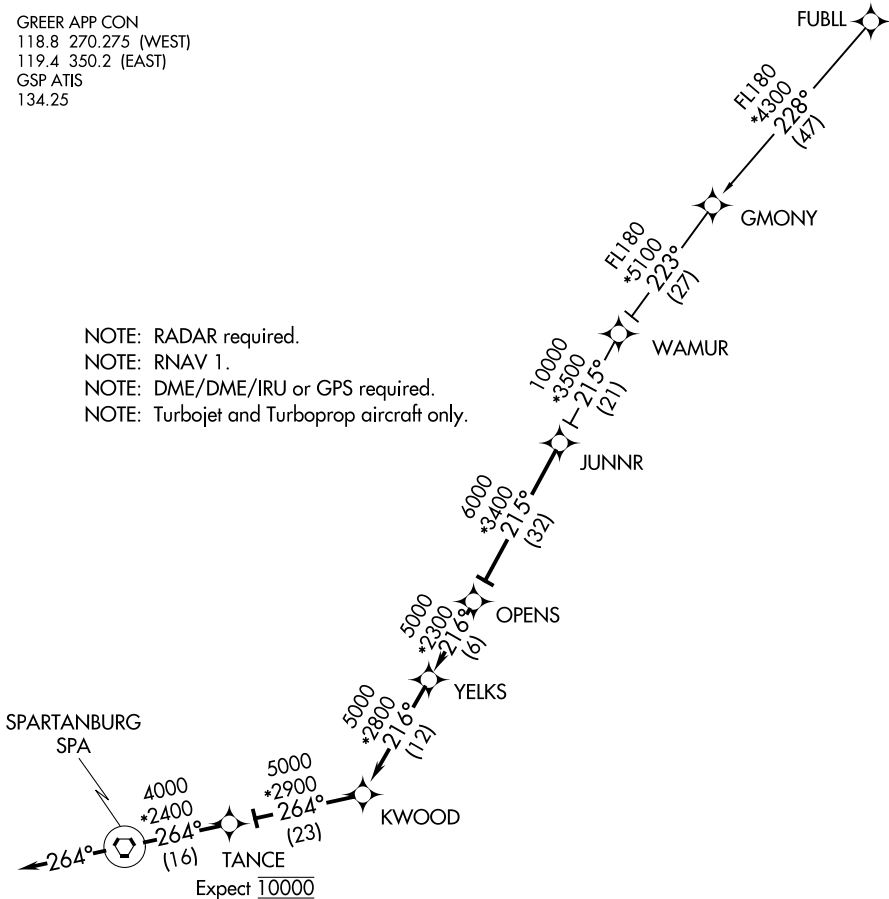 GREER APP CON
118.8 270.275 (WEST)
119.4 350.2 (EAST)
GSP ATIS
134.25
FUBLL
FL180
*4300
228°
(47)
GMONY
FL180
*5100
223°
(27)
WAMUR
NOTE: RADAR required.
NOTE: RNAV 1.
NOTE: DME/DME/IRU or GPS required.
NOTE: Turbojet and Turboprop aircraft only.
10000
*3500
215°
(21)
JUNNR
6000
*3400
215°
(32)
OPENS
5000
*2300
216°
(6)
YELKS
5000
*2800
216°
(12)
KWOOD
5000
*2900
264°
(23)
TANCE
Expect 10000
SPARTANBURG
SPA
4000
*2400
264°
(16)
264°